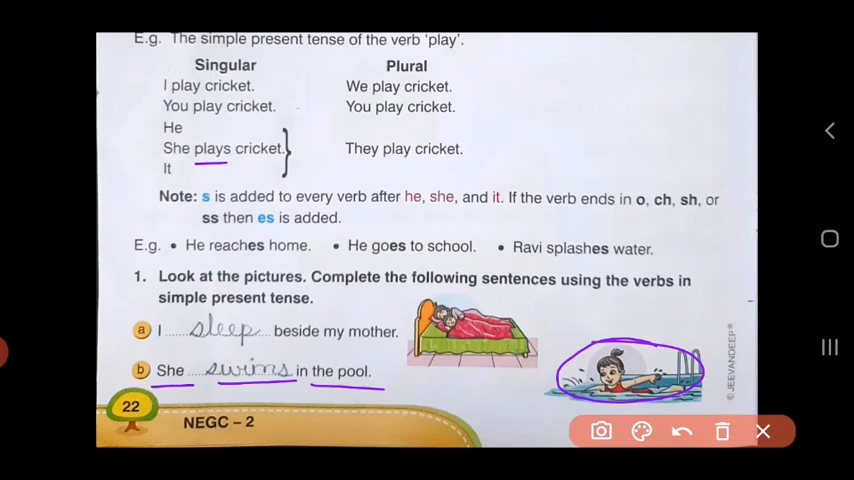 E.g. The simple present tense of the verb 'play'.
Singular Plural
I play cricket. We play cricket.
You play cricket. You play cricket.
He
She plays cricket. They play cricket.
It
Note: s is added to every verb after he, she, and it. If the verb ends in o, ch, sh, or
ss then es is added.
E.g. • He reaches home. • He goes to school. • Ravi splashes water.
1. Look at the pictures. Complete the following sentences using the verbs in
simple present tense.
a I ..... sleep ... beside my mother.
b She ... swims in the pool.
22
NEGC – 2
© JEEVANDEEP®